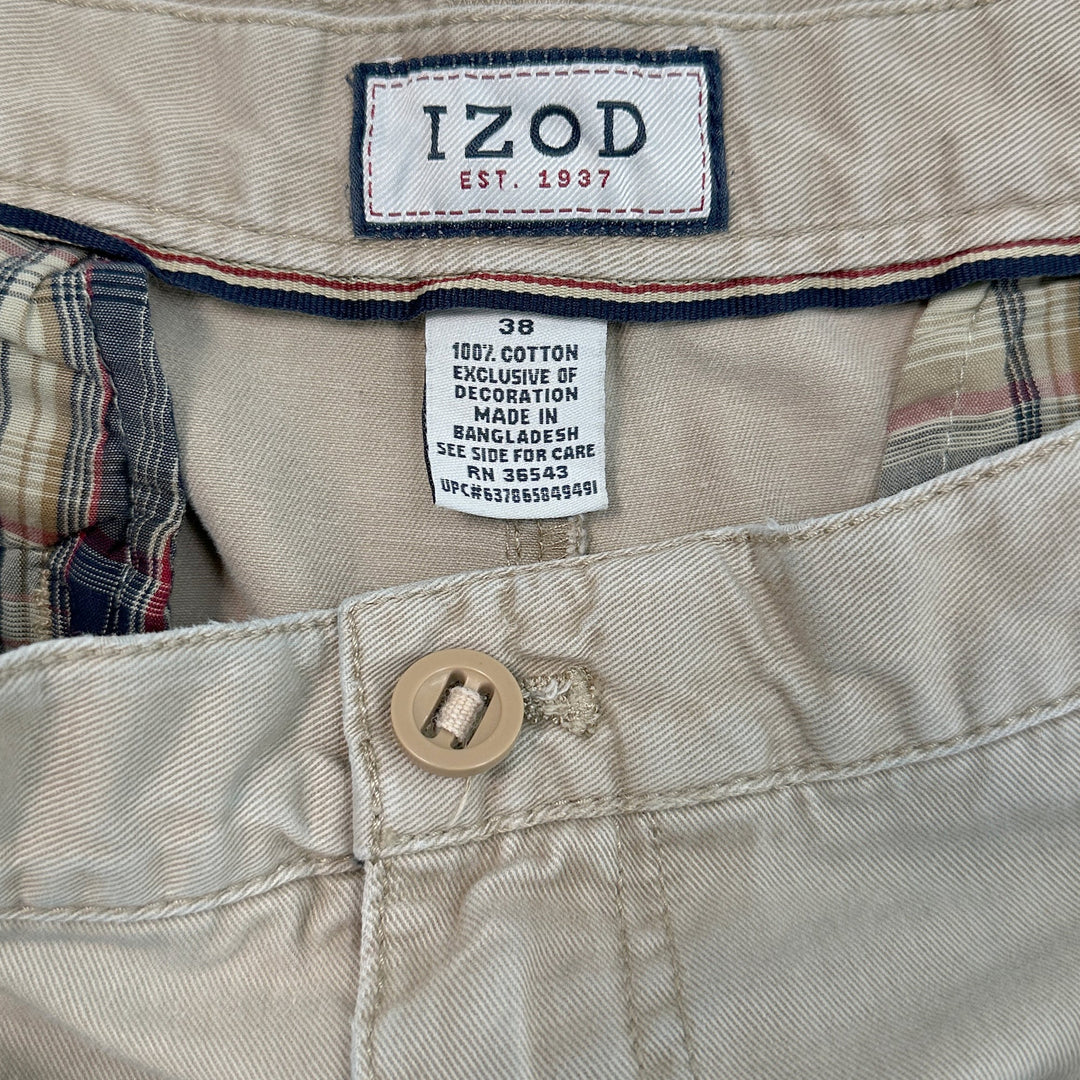 IZOD
EST. 1937
38
100% COTTON
EXCLUSIVE OF
DECORATION
MADE IN
BANGLADESH
SEE SIDE FOR CARE
RN 36543
UPC#637865849491